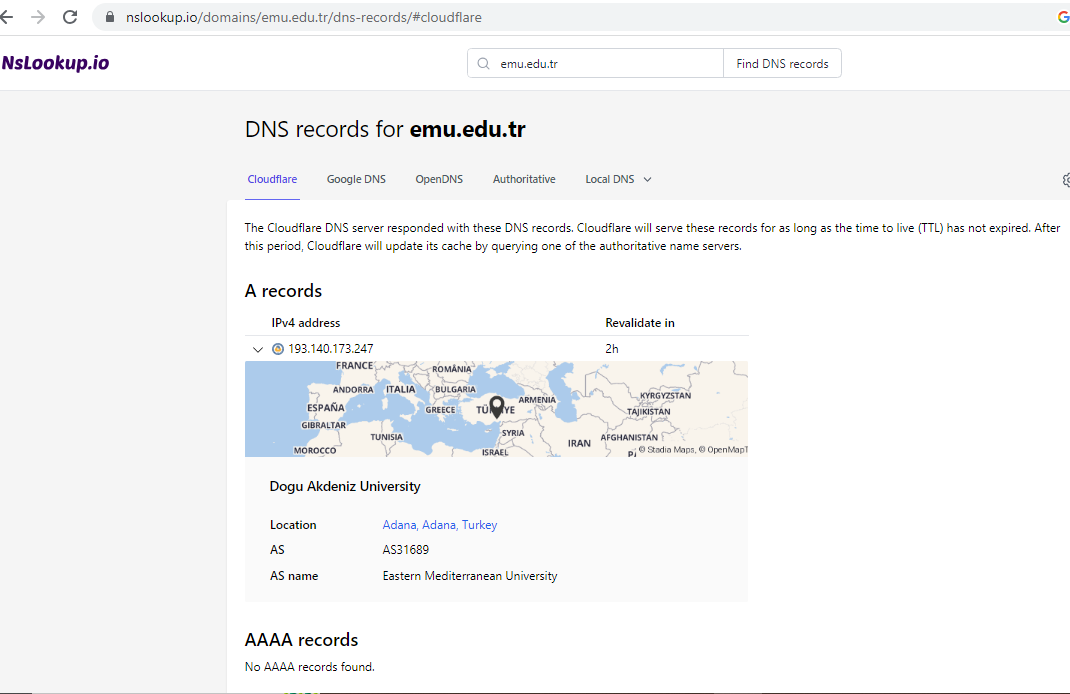 nslookup.io/domains/emu.edu.tr/dns-records/#cloudflare
NsLookup.io
emu.edu.tr
Find DNS records
DNS records for emu.edu.tr
Cloudflare Google DNS OpenDNS Authoritative Local DNS
The Cloudflare DNS server responded with these DNS records. Cloudflare will serve these records for as long as the time to live (TTL) has not expired. After
this period, Cloudflare will update its cache by querying one of the authoritative name servers.
A records
IPv4 address Revalidate in
193.140.173.247 2h
FRANCE
ROMÂNIA
ANDORRA ITALIA BULGARIA
KYRGYZSTAN
ARMENIA
ESPAÑA GREECE TÜRKİYE TAJIKISTAN
GIBRALTAR
TUNISIA SYRIA IRAN AFGHANISTAN
MOROCCO ISRAEL © Stadia Maps, © OpenMapT
Dogu Akdeniz University
Location Adana, Adana, Turkey
AS AS31689
AS name Eastern Mediterranean University
AAAA records
No AAAA records found.